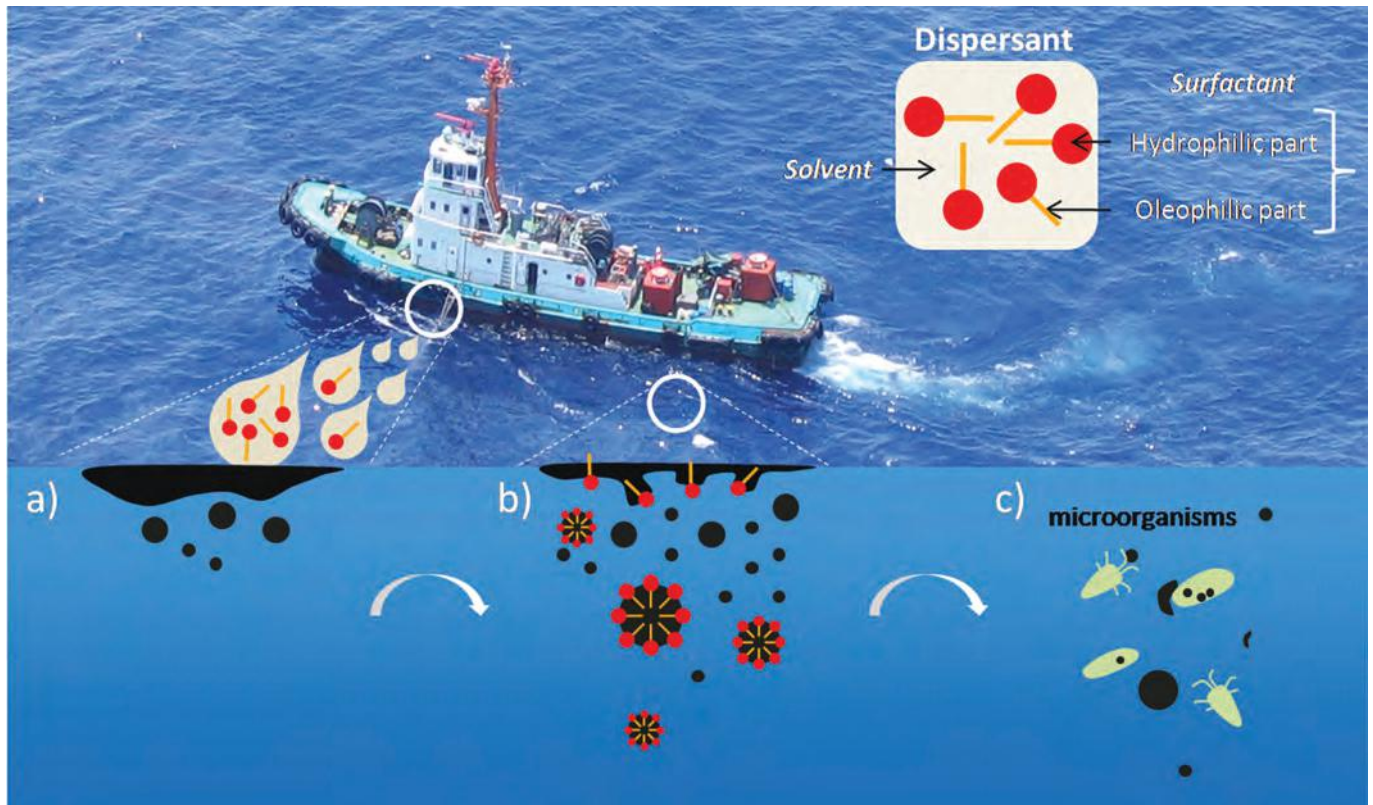 Dispersant
Surfactant
Hydrophilic part
Solvent
Oleophilic part
a)
b)
c)
microorganisms